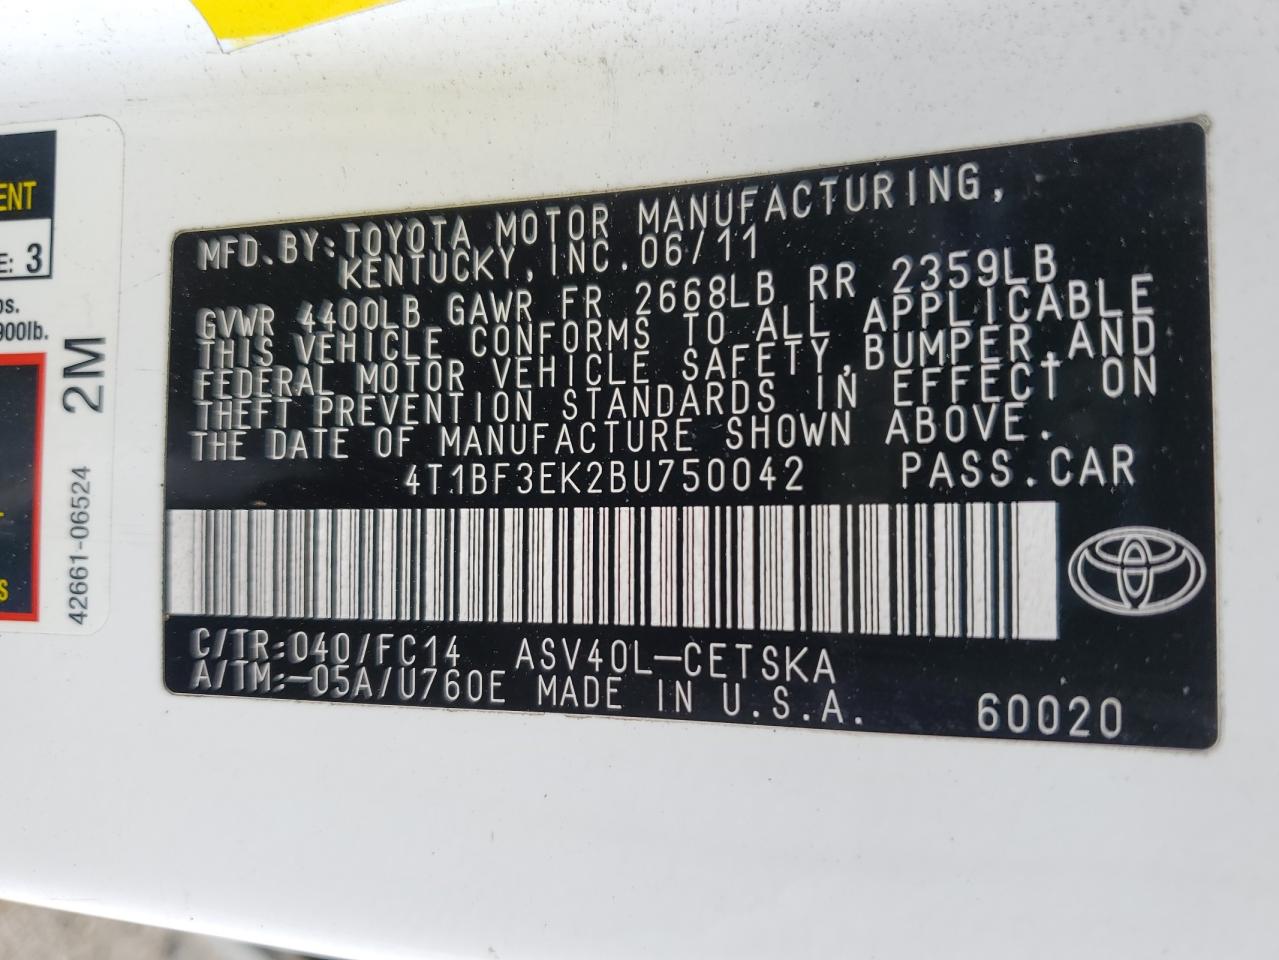 ENT
E: 3
os.
900lb.
2M
42661-06524
S
MFD. BY: TOYOTA MOTOR MANUFACTURING,
KENTUCKY, INC. 06/11
GVWR 4400LB GAWR FR 2668LB RR 2359LB
THIS VEHICLE CONFORMS TO ALL APPLICABLE
FEDERAL MOTOR VEHICLE SAFETY, BUMPER, AND
THEFT PREVENTION STANDARDS IN EFFECT ON
THE DATE OF MANUFACTURE SHOWN ABOVE.
4T1BF3EK2BU750042 PASS. CAR
C/TR: 040/FC14 ASV40L-CETSKA
A/TM: -05A/U760E MADE IN U.S.A. 60020